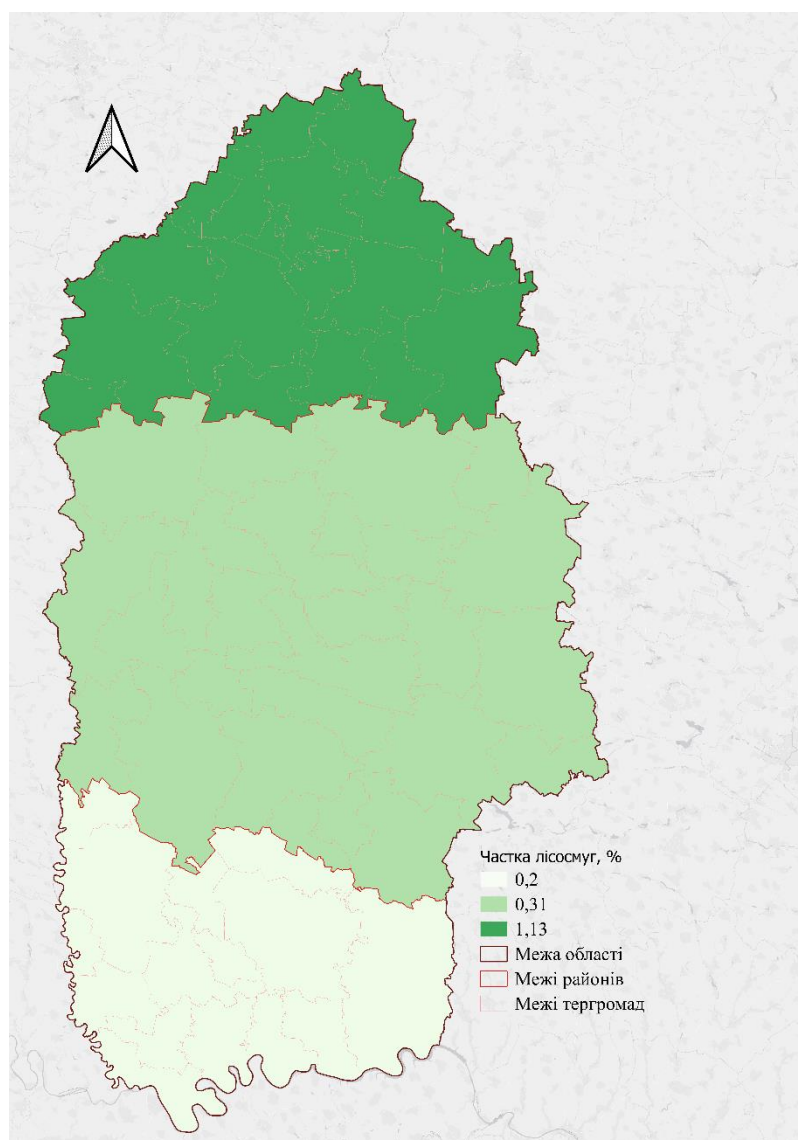 Частка лісосмуг, %
0,2
0,31
1,13
Межа області
Межі районів
Межі тергромад